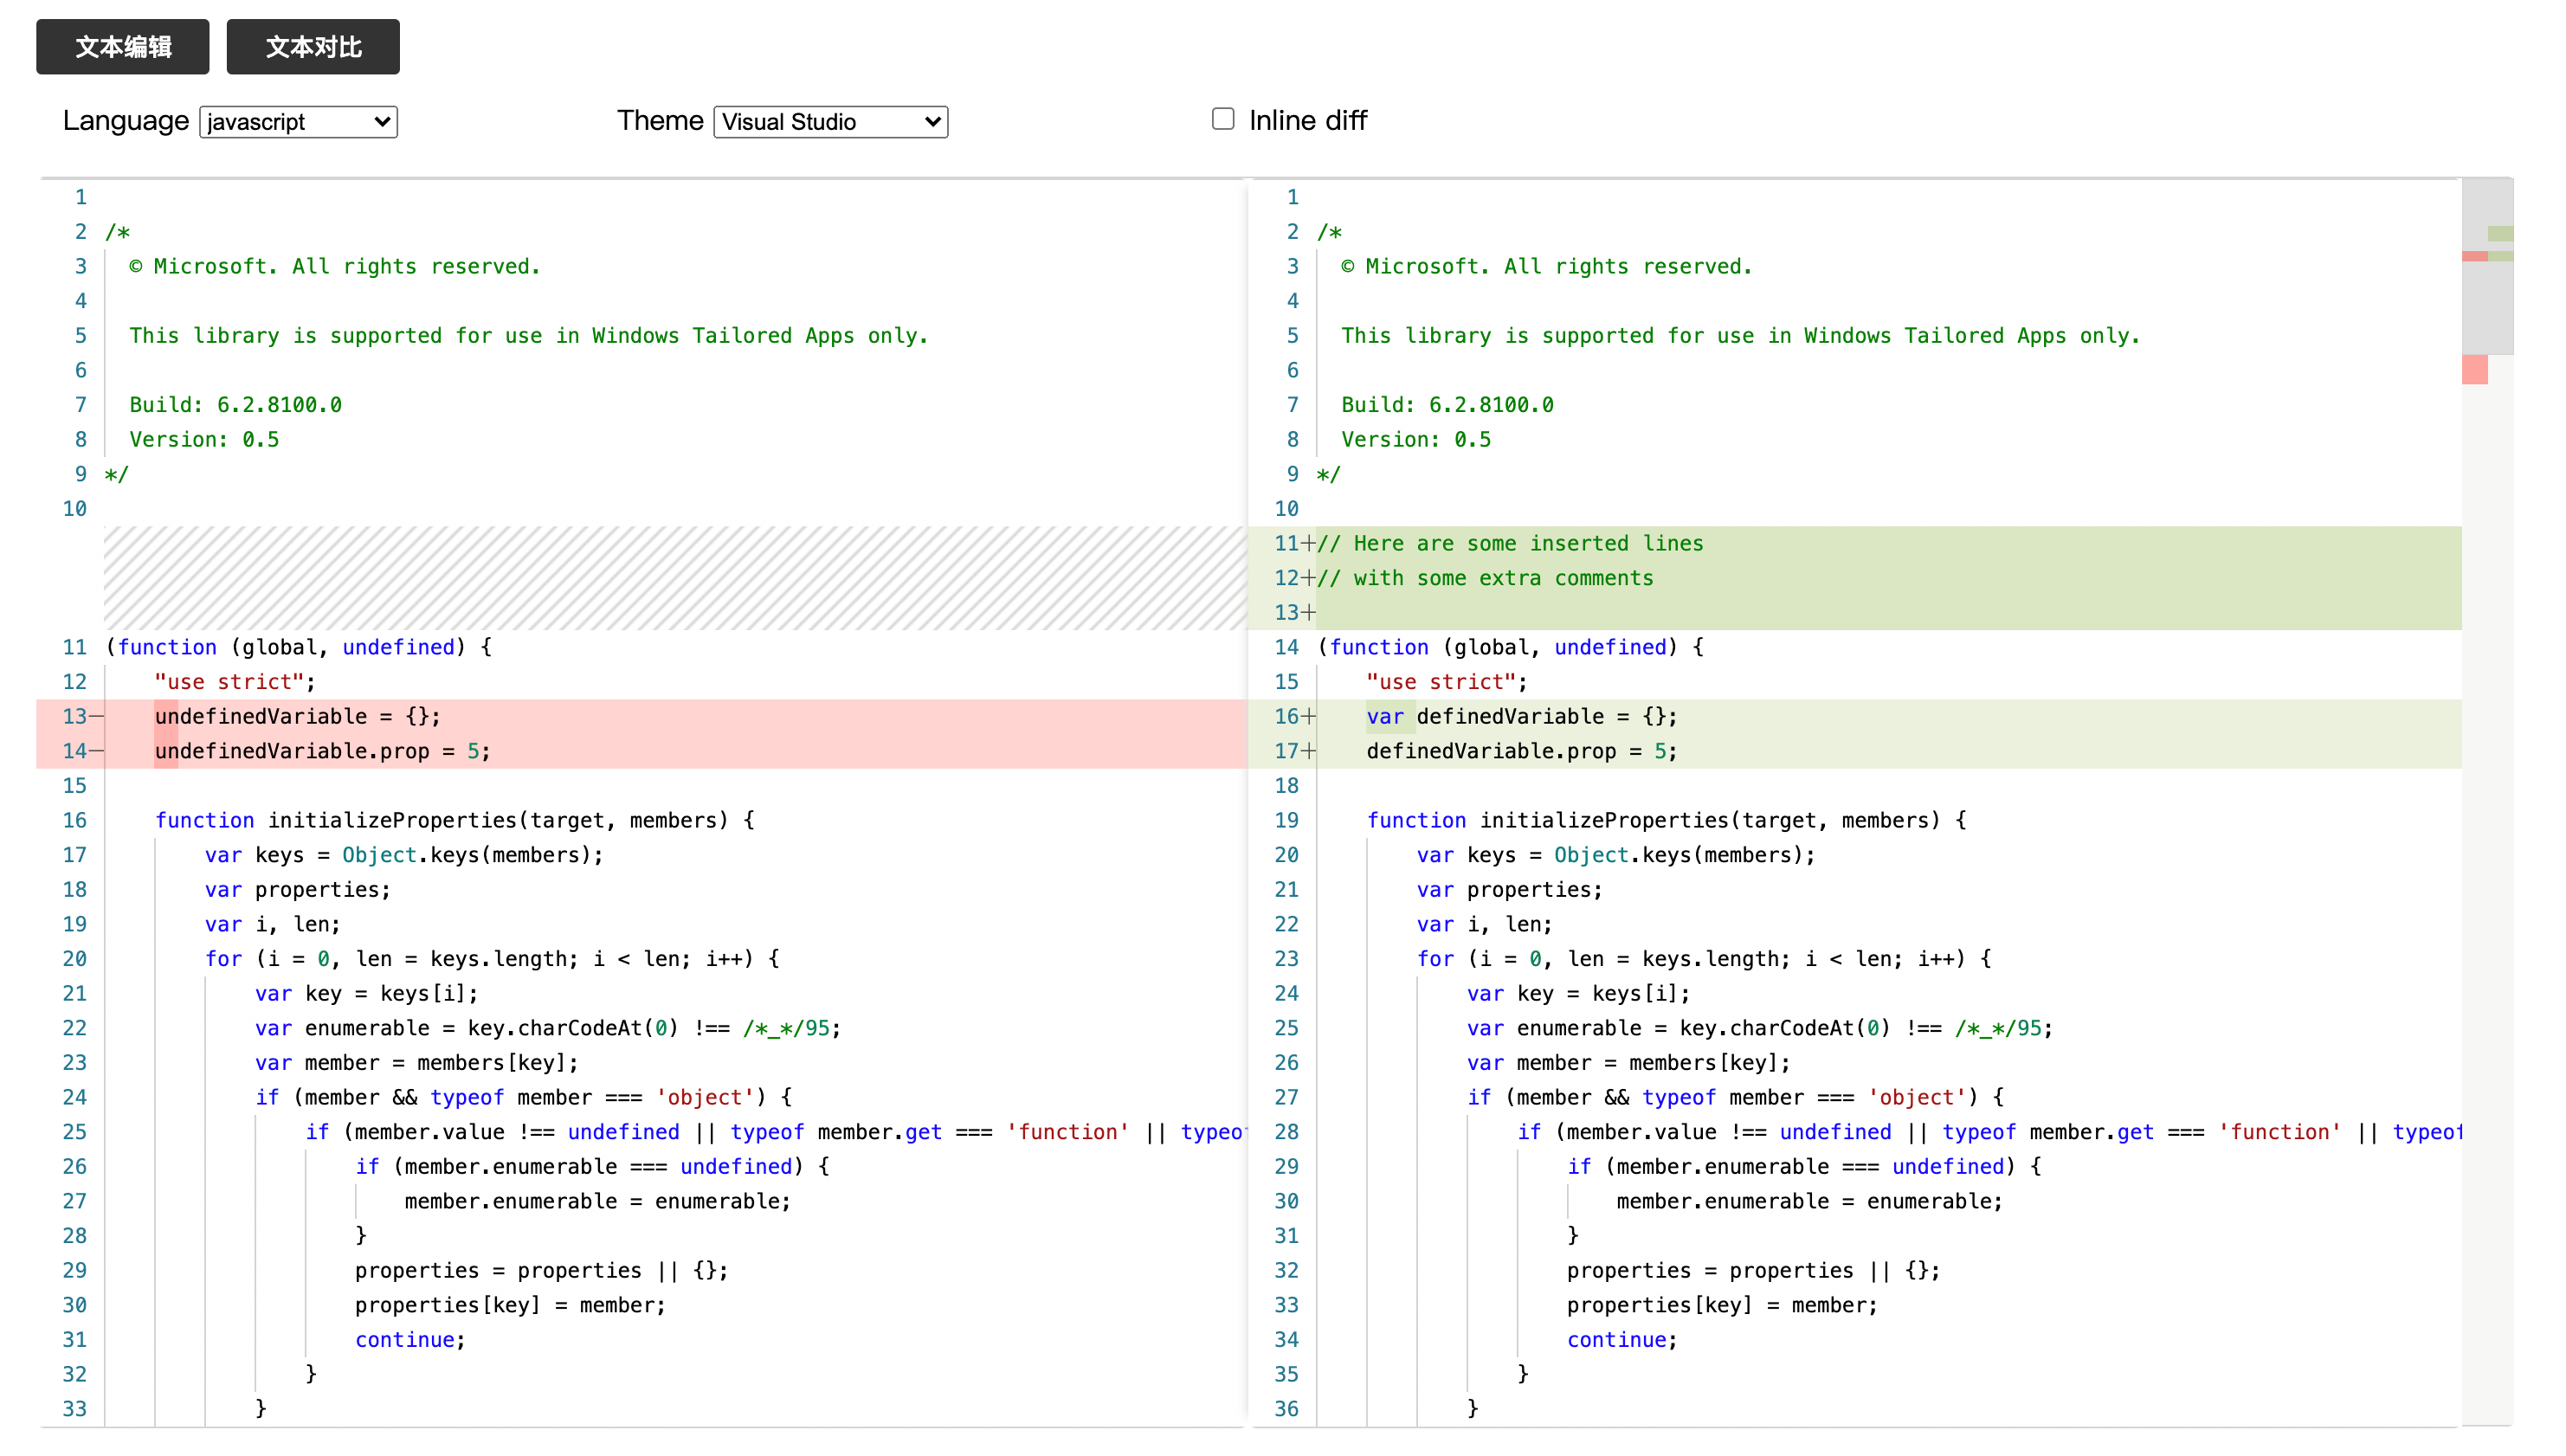 文本编辑 文本对比
Language javascript Theme Visual Studio Inline diff
1
2 /*
3   © Microsoft. All rights reserved.
4
5   This library is supported for use in Windows Tailored Apps only.
6
7   Build: 6.2.8100.0
8   Version: 0.5
9 */
10
11 (function (global, undefined) {
12     "use strict";
13—    undefinedVariable = {};
14—    undefinedVariable.prop = 5;
15
16     function initializeProperties(target, members) {
17         var keys = Object.keys(members);
18         var properties;
19         var i, len;
20         for (i = 0, len = keys.length; i < len; i++) {
21             var key = keys[i];
22             var enumerable = key.charCodeAt(0) !== /*_*/95;
23             var member = members[key];
24             if (member && typeof member === 'object') {
25                 if (member.value !== undefined || typeof member.get === 'function' || typeo
26                     if (member.enumerable === undefined) {
27                         member.enumerable = enumerable;
28                     }
29                     properties = properties || {};
30                     properties[key] = member;
31                     continue;
32                 }
33             }
1
2 /*
3   © Microsoft. All rights reserved.
4
5   This library is supported for use in Windows Tailored Apps only.
6
7   Build: 6.2.8100.0
8   Version: 0.5
9 */
10
11+// Here are some inserted lines
12+// with some extra comments
13+
14 (function (global, undefined) {
15     "use strict";
16+    var definedVariable = {};
17+    definedVariable.prop = 5;
18
19     function initializeProperties(target, members) {
20         var keys = Object.keys(members);
21         var properties;
22         var i, len;
23         for (i = 0, len = keys.length; i < len; i++) {
24             var key = keys[i];
25             var enumerable = key.charCodeAt(0) !== /*_*/95;
26             var member = members[key];
27             if (member && typeof member === 'object') {
28                 if (member.value !== undefined || typeof member.get === 'function' || typeof
29                     if (member.enumerable === undefined) {
30                         member.enumerable = enumerable;
31                     }
32                     properties = properties || {};
33                     properties[key] = member;
34                     continue;
35                 }
36             }